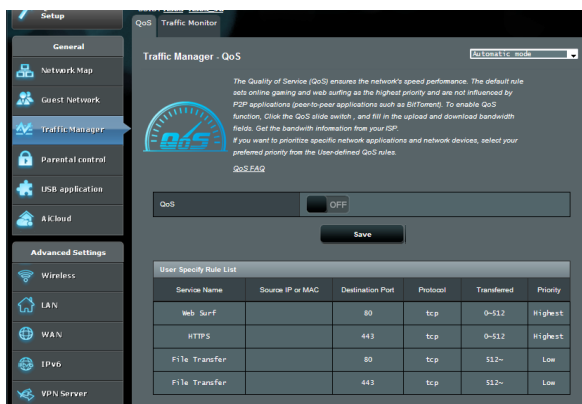 Setup
QoS Traffic Monitor
General
Network Map
Guest Network
Traffic Manager
Parental control
USB application
AiCloud
Advanced Settings
Wireless
LAN
WAN
IPv6
VPN Server
Traffic Manager - QoS
Automatic mode
QoS
The Quality of Service (QoS) ensures the network's speed perfomance. The default rule
sets online gaming and web surfing as the highest priority and are not influenced by
P2P applications (peer-to-peer applications such as BitTorrent). To enable QoS
function, Click the QoS slide switch , and fill in the upload and download bandwidth
fields. Get the bandwith information from your ISP.
If you want to prioritize specific network applications and network devices, select your
preferred priority from the User-defined QoS rules.
QoS FAQ
QoS OFF
Save
User Specify Rule List
Service Name Source IP or MAC Destination Port Protocol Transferred Priority
Web Surf 80 tcp 0~512 Highest
HTTPS 443 tcp 0~512 Highest
File Transfer 80 tcp 512~ Low
File Transfer 443 tcp 512~ Low